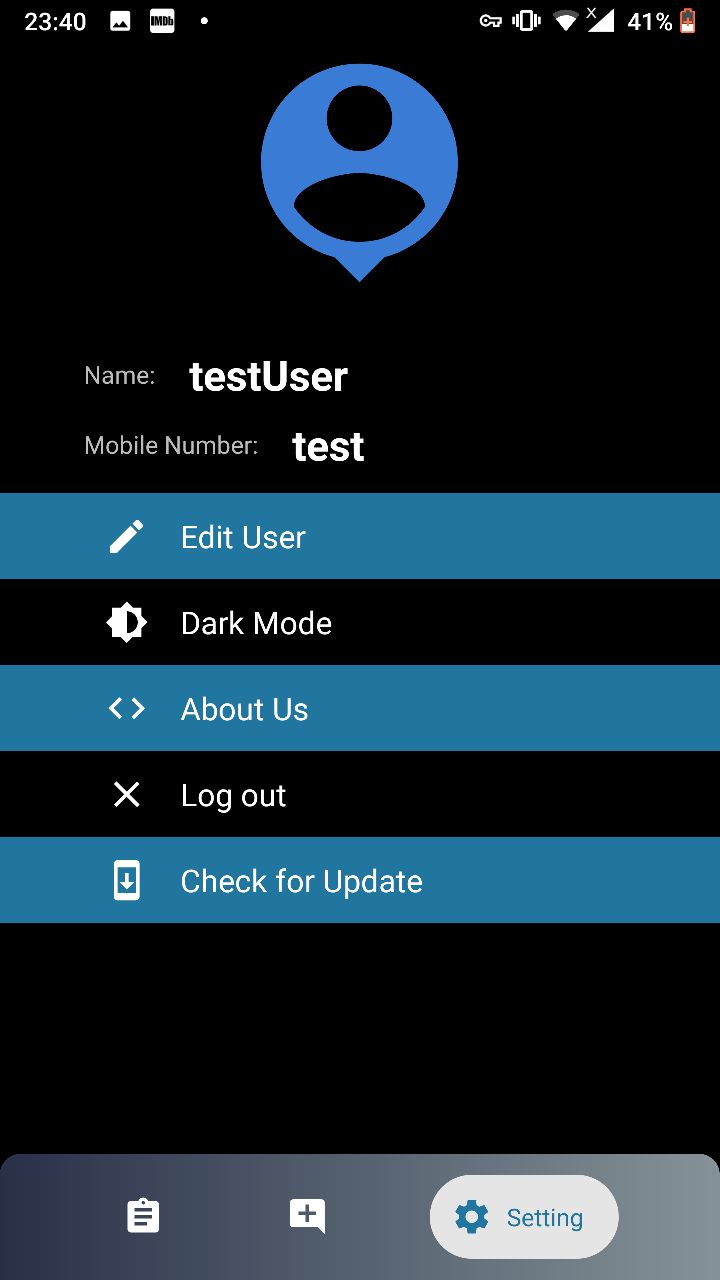 23:40 IMDb 41%
Name: testUser
Mobile Number: test
Edit User
Dark Mode
About Us
Log out
Check for Update
Setting